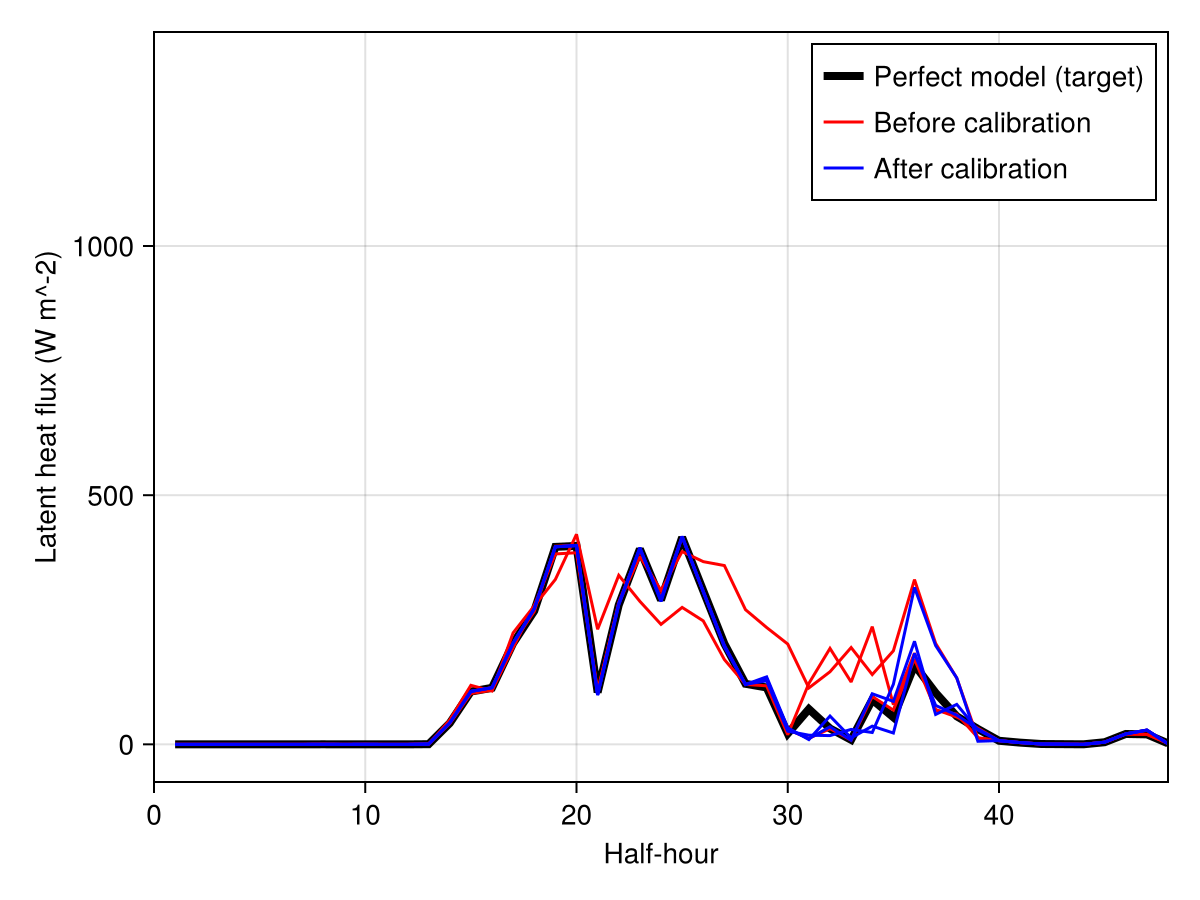 Perfect model (target)
Before calibration
After calibration
1000
500
0
Latent heat flux (W m^-2)
0
10
20
30
40
Half-hour